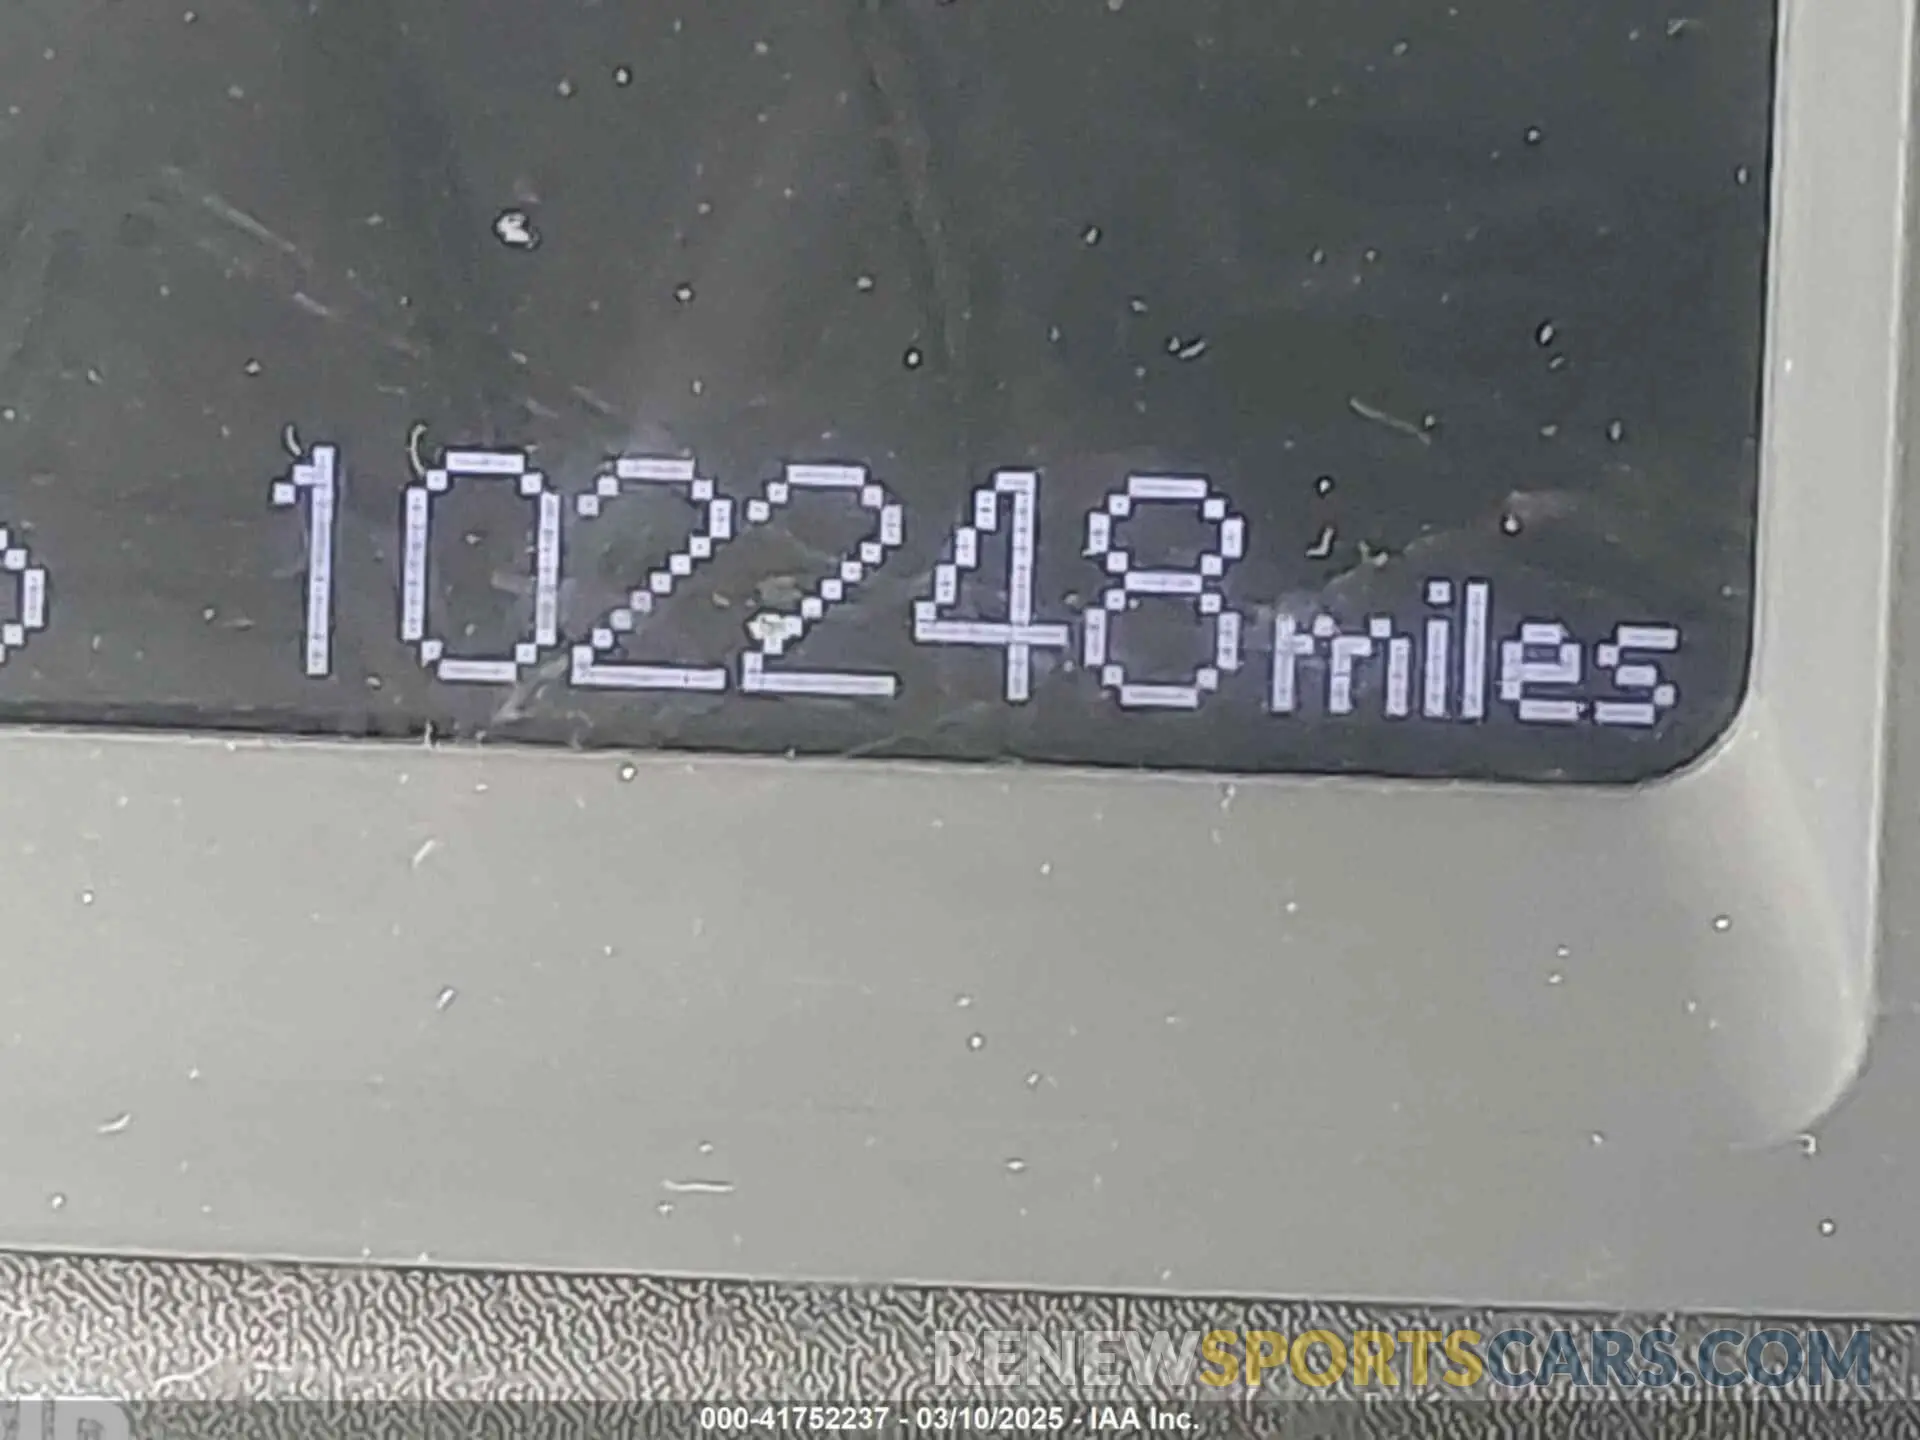 102248 miles
RENEWSPORTSCARS.COM
000-41752237 - 03/10/2025 - IAA Inc.